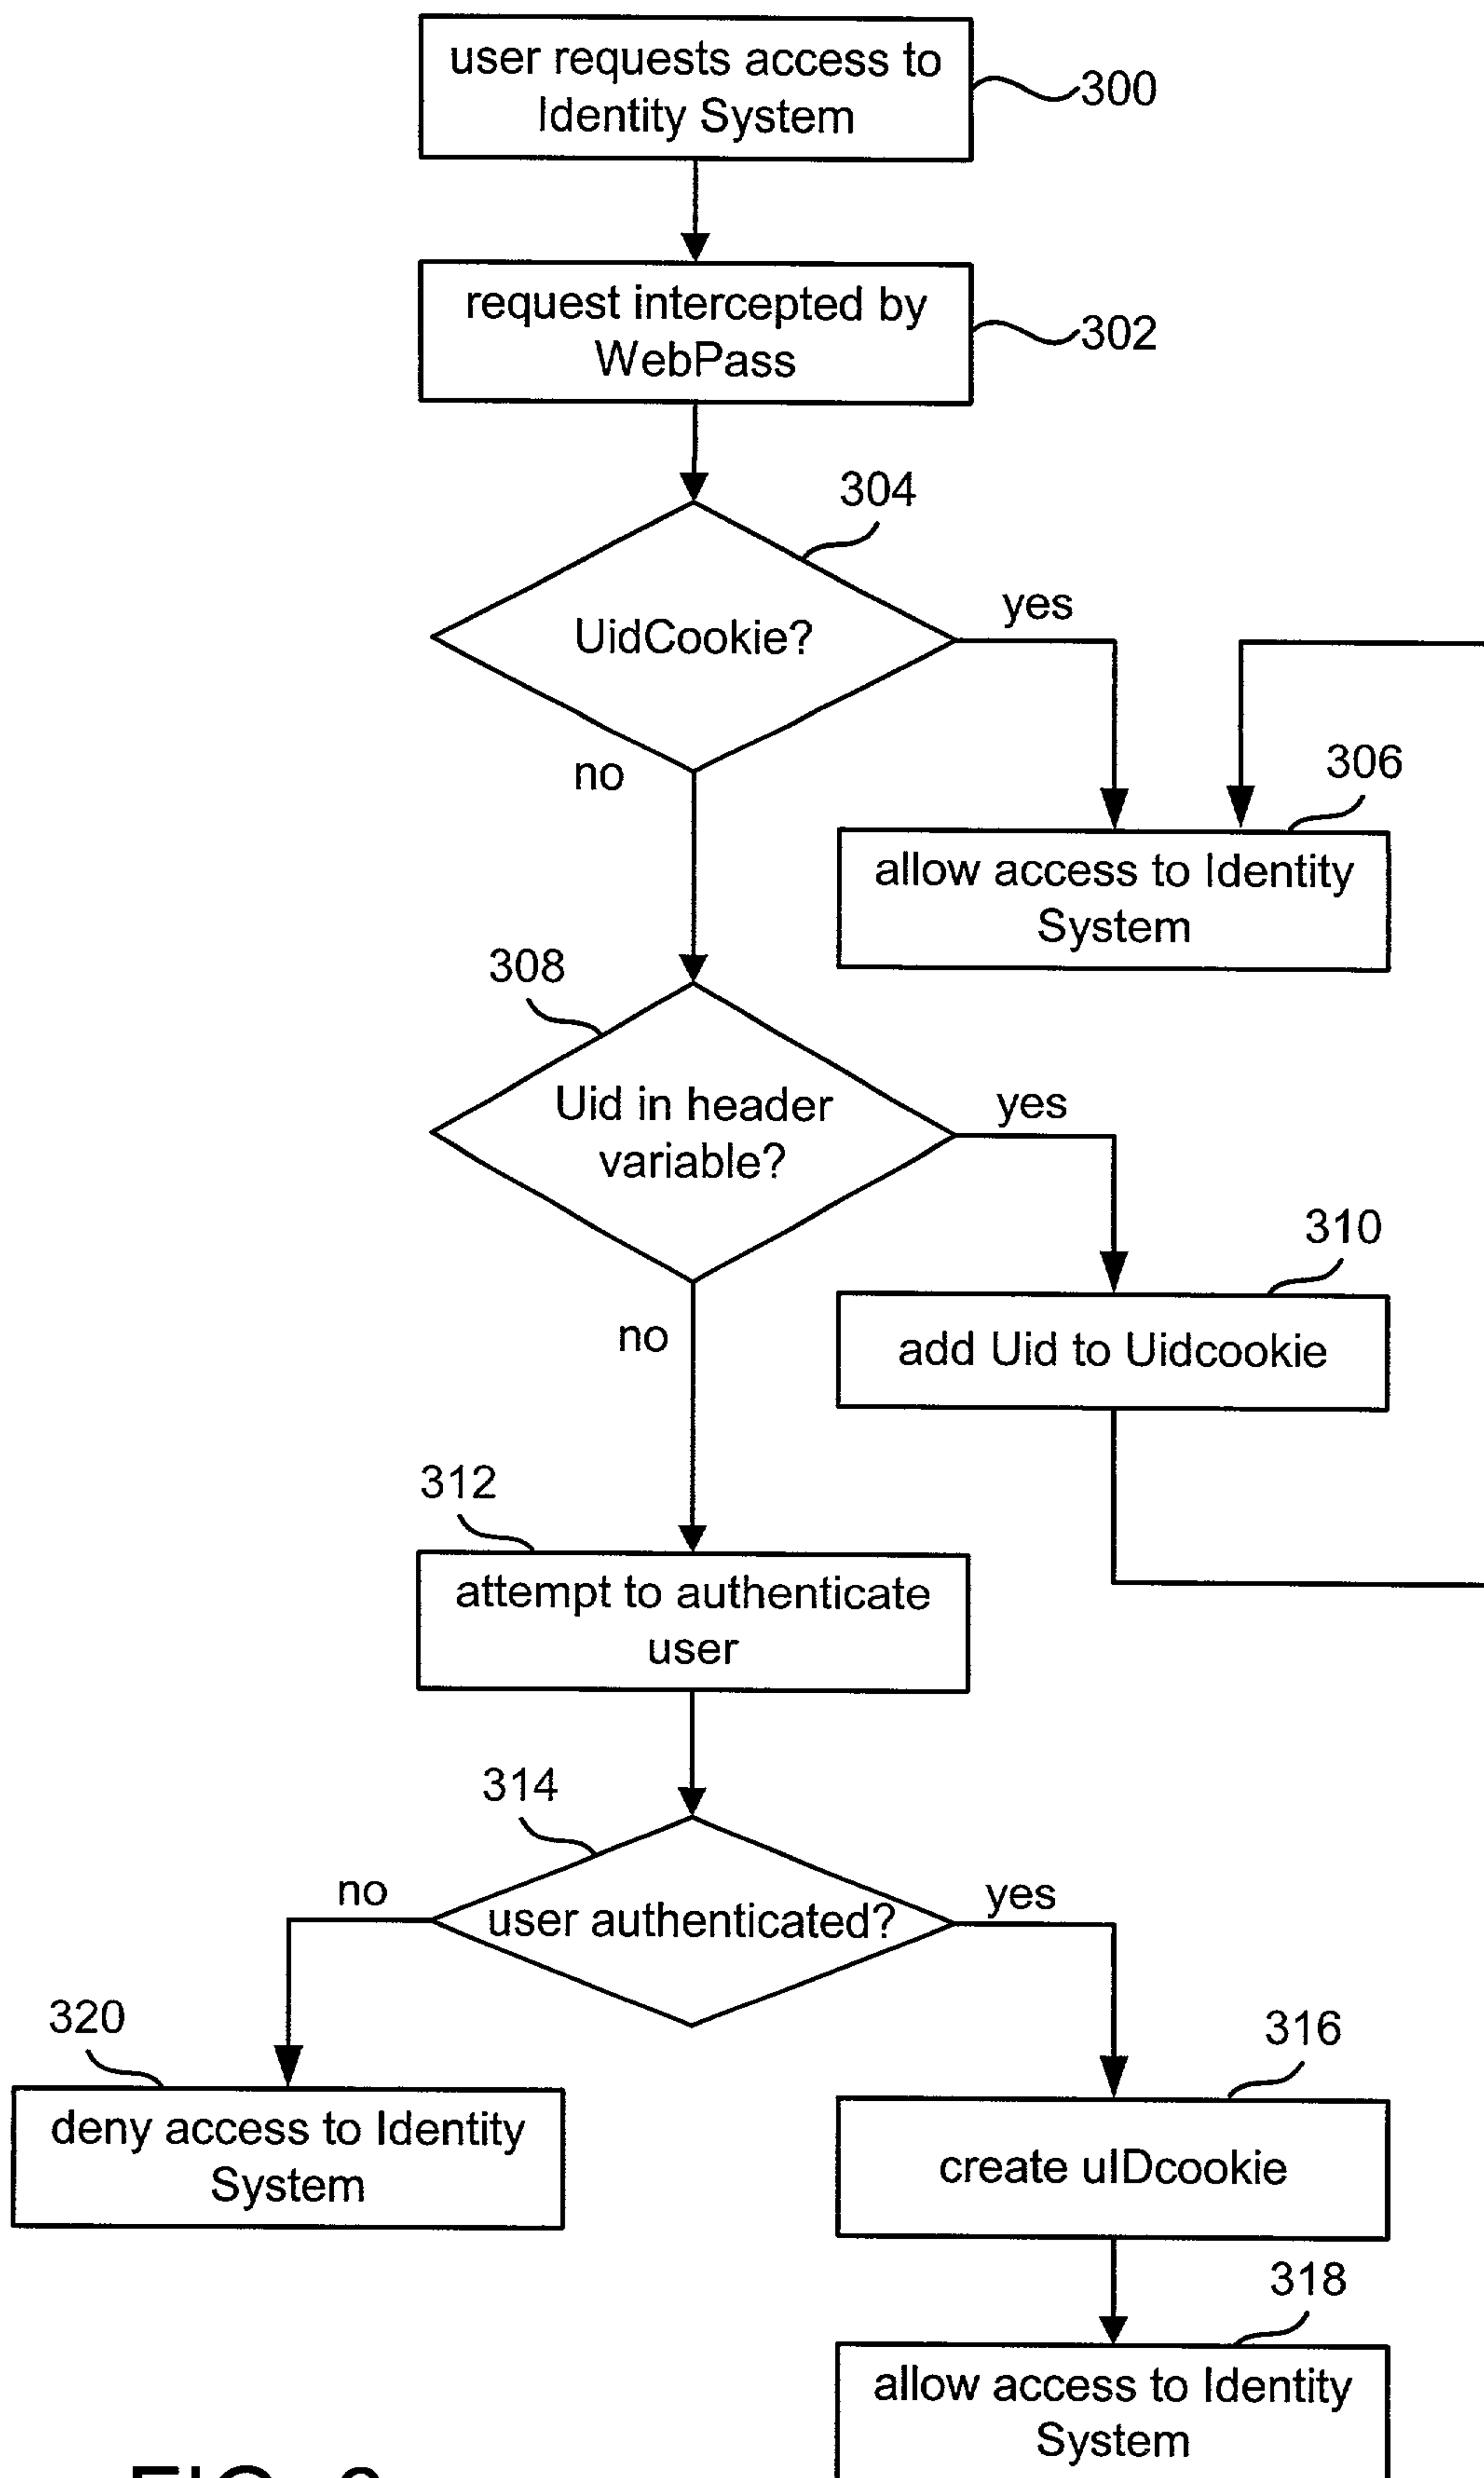 user requests access to
Identity System
300
request intercepted by
WebPass
302
304
UidCookie?
yes
no
306
allow access to Identity
System
308
Uid in header
variable?
yes
no
310
add Uid to Uidcookie
312
attempt to authenticate
user
314
user authenticated?
no
yes
320
deny access to Identity
System
316
create uIDcookie
318
allow access to Identity
System